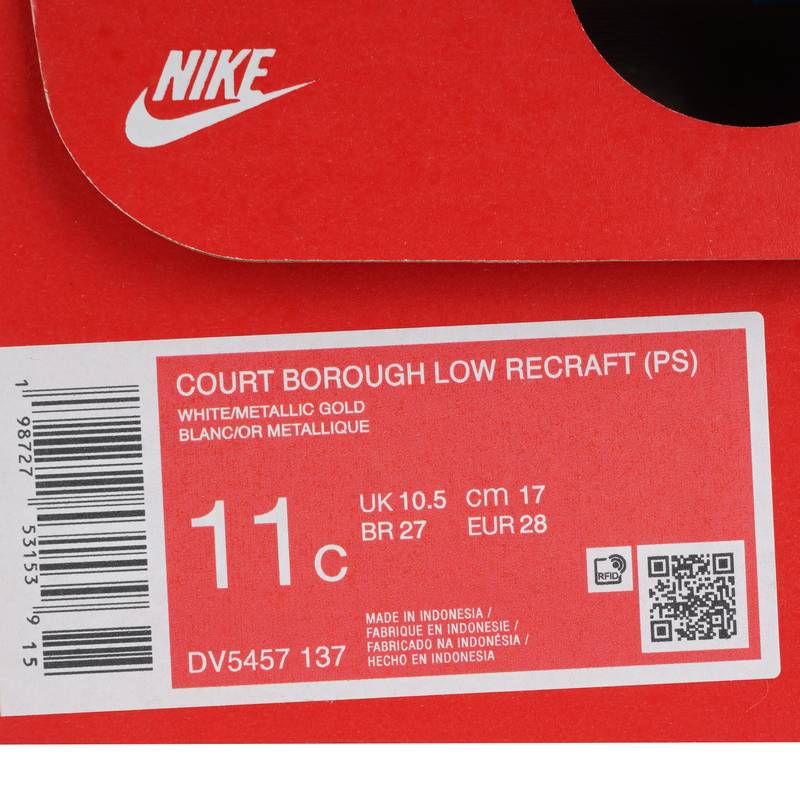 NIKE
COURT BOROUGH LOW RECRAFT (PS)
WHITE/METALLIC GOLD
BLANC/OR METALLIQUE
11C
UK 10.5 cm 17
BR 27 EUR 28
RFID
DV5457 137
MADE IN INDONESIA /
FABRIQUE EN INDONESIE /
FABRICADO NA INDONÉSIA /
HECHO EN INDONESIA
1 98727 53153 9 15